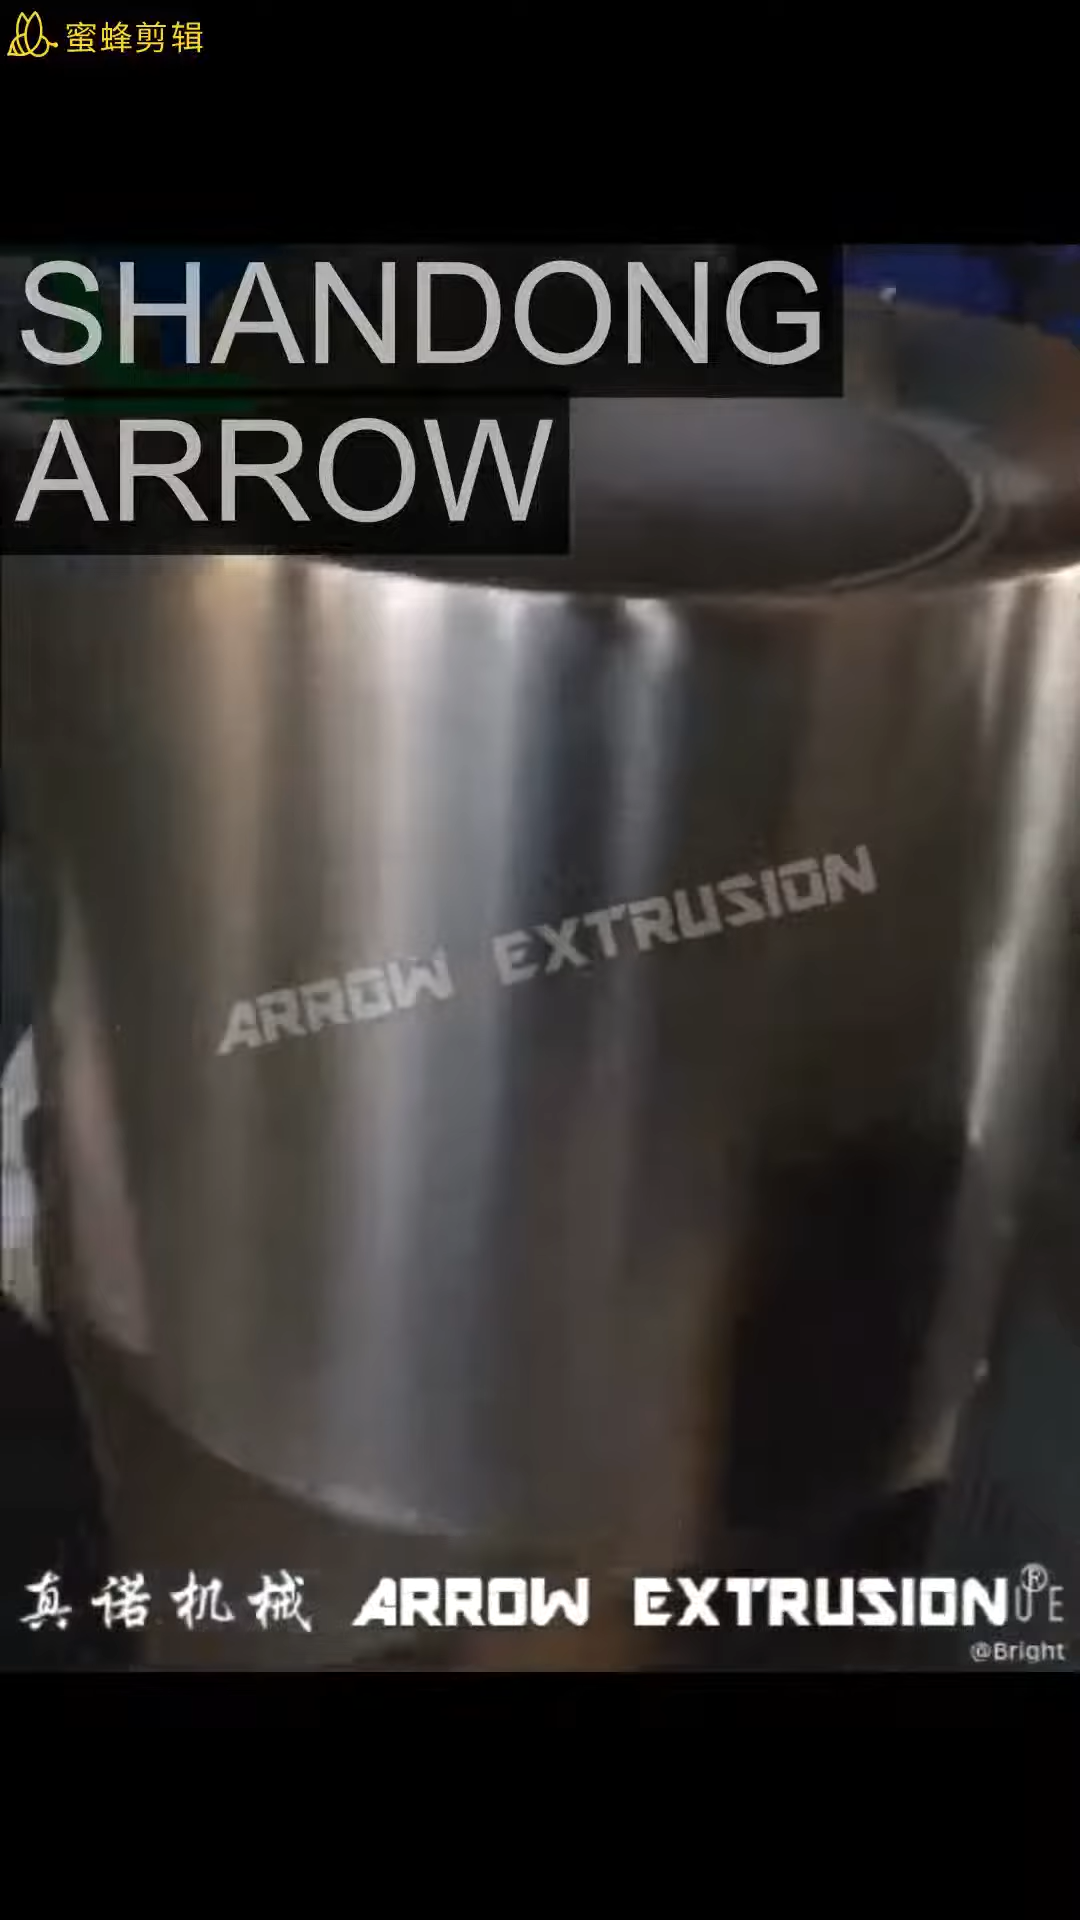 蜜蜂剪辑
SHANDONG
ARROW
ARROW EXTRUSION
真诺机械 ARROW EXTRUSION®
@Bright